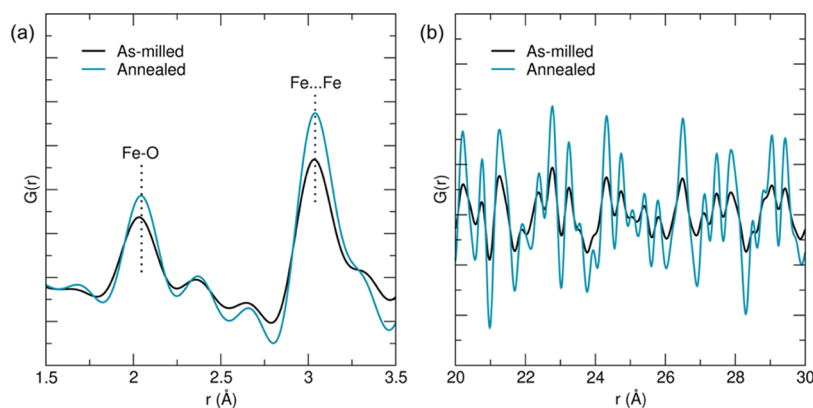 (a)
As-milled
Annealed
Fe...Fe
Fe-O
G(r)
1.5 2 2.5 3 3.5
r (Å)
(b)
As-milled
Annealed
G(r)
20 22 24 26 28 30
r (Å)